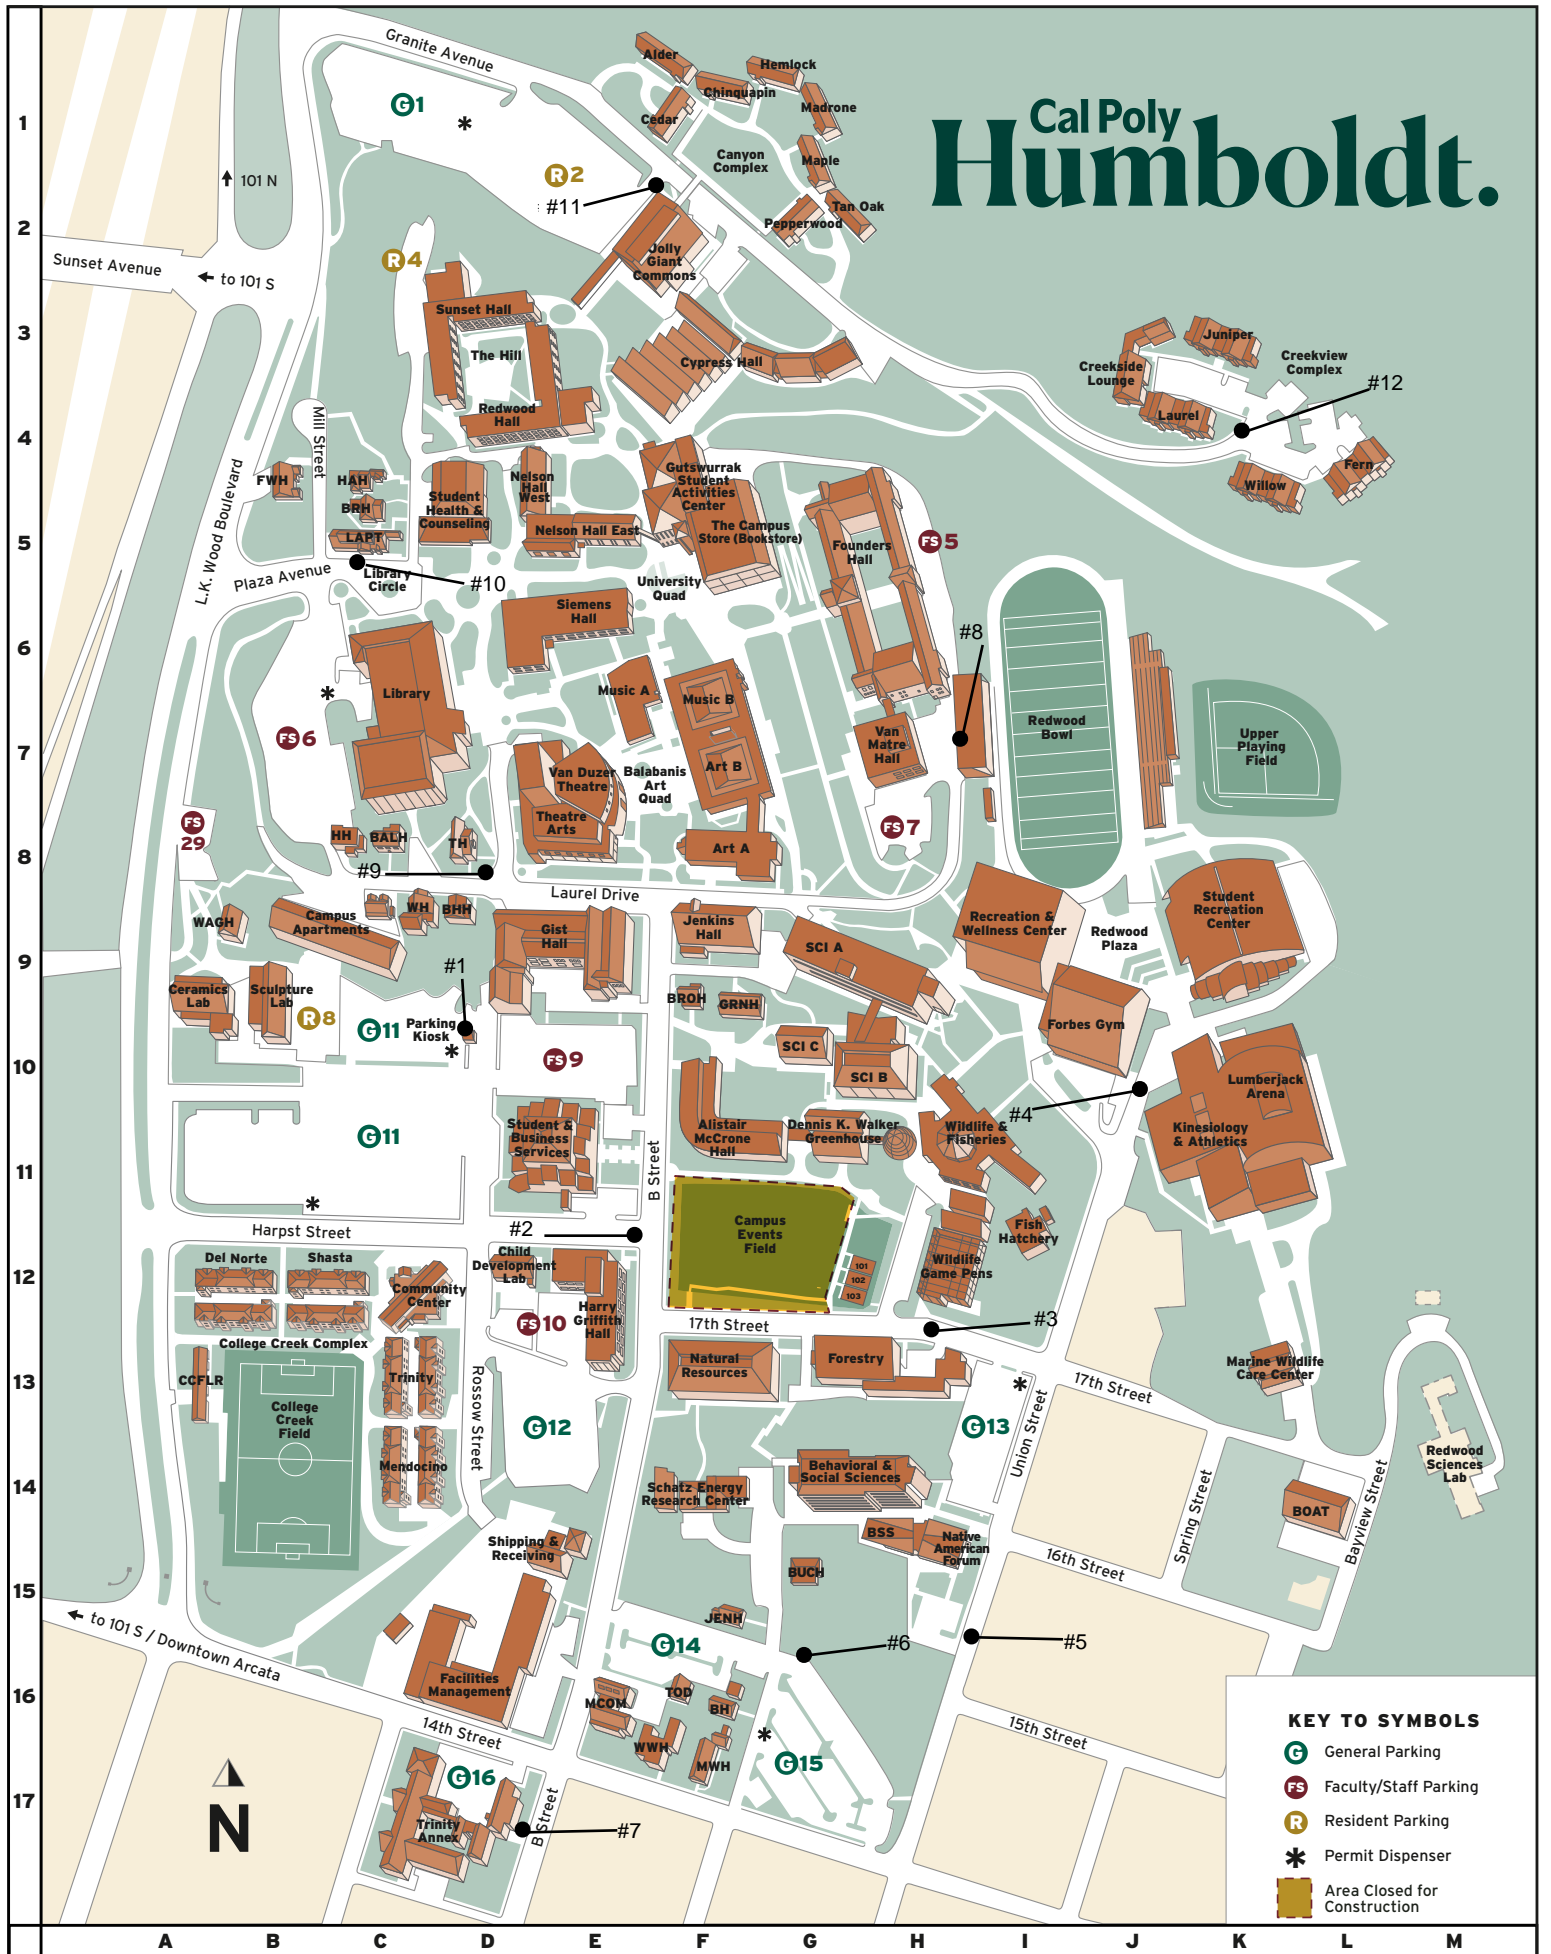 Granite Avenue
Alder
Hemlock
Chinquapin
Madrone
Cedar
Canyon
Complex
Maple
Tan Oak
Pepperwood
Cal Poly
Humboldt.
G1
*
R2
#11
1
101 N
2
Sunset Avenue
to 101 S
R4
Jolly
Giant
Commons
Sunset Hall
The Hill
Redwood
Hall
Cypress Hall
3
Juniper
Creekside
Lounge
Creekview
Complex
#12
Laurel
Willow
Fern
4
Mill Street
L.K. Wood Boulevard
FWH
HAH
BRH
LAPT
Student
Health &
Counseling
Nelson
Hall
West
Nelson Hall East
Gutswurrak
Student
Activities
Center
The Campus
Store (Bookstore)
Founders
Hall
FS5
5
Plaza Avenue
Library
Circle
#10
University
Quad
Siemens
Hall
#8
6
*
Library
Music A
Music B
Redwood
Bowl
Upper
Playing
Field
FS6
7
Van
Matre
Hall
Van Duzer
Theatre
Balabanis
Art
Quad
Art B
Theatre
Arts
FS
29
HH
BALH
TH
Art A
FS7
8
#9
Laurel Drive
WAGH
Campus
Apartments
WH
BHH
Gist
Hall
Jenkins
Hall
SCI A
Recreation &
Wellness Center
Redwood
Plaza
Student
Recreation
Center
9
#1
Ceramics
Lab
Sculpture
Lab
R8
G11
Parking
Kiosk
*
BROH
GRNH
SCI C
SCI B
Forbes Gym
FS9
10
Lumberjack
Arena
Kinesiology
& Athletics
#4
G11
Student &
Business
Services
Alistair
McCrone
Hall
Dennis K. Walker
Greenhouse
Wildlife &
Fisheries
B Street
11
*
Harpst Street
#2
Campus
Events
Field
Fish
Hatchery
Wildlife
Game Pens
101
102
103
12
Del Norte
Shasta
Community
Center
Child
Development
Lab
Harry
Griffith
Hall
FS10
17th Street
#3
College Creek Complex
13
CCFLR
College
Creek
Field
Trinity
Rossow Street
Natural
Resources
Forestry
*
17th Street
Marine Wildlife
Care Center
G12
G13
Union Street
Mendocino
14
Schatz Energy
Research Center
Behavioral &
Social Sciences
Spring Street
BOAT
Bayview Street
Redwood
Sciences
Lab
Shipping &
Receiving
BSS
Native
American
Forum
16th Street
BUCH
15
to 101 S / Downtown Arcata
JENH
G14
#6
#5
Facilities
Management
16
MCOM
TOD
BH
WWH
MWH
*
G15
15th Street
14th Street
G16
17
Trinity
Annex
B Street
#7
N
KEY TO SYMBOLS
G General Parking
FS Faculty/Staff Parking
R Resident Parking
* Permit Dispenser
Area Closed for
Construction
A B C D E F G H I J K L M